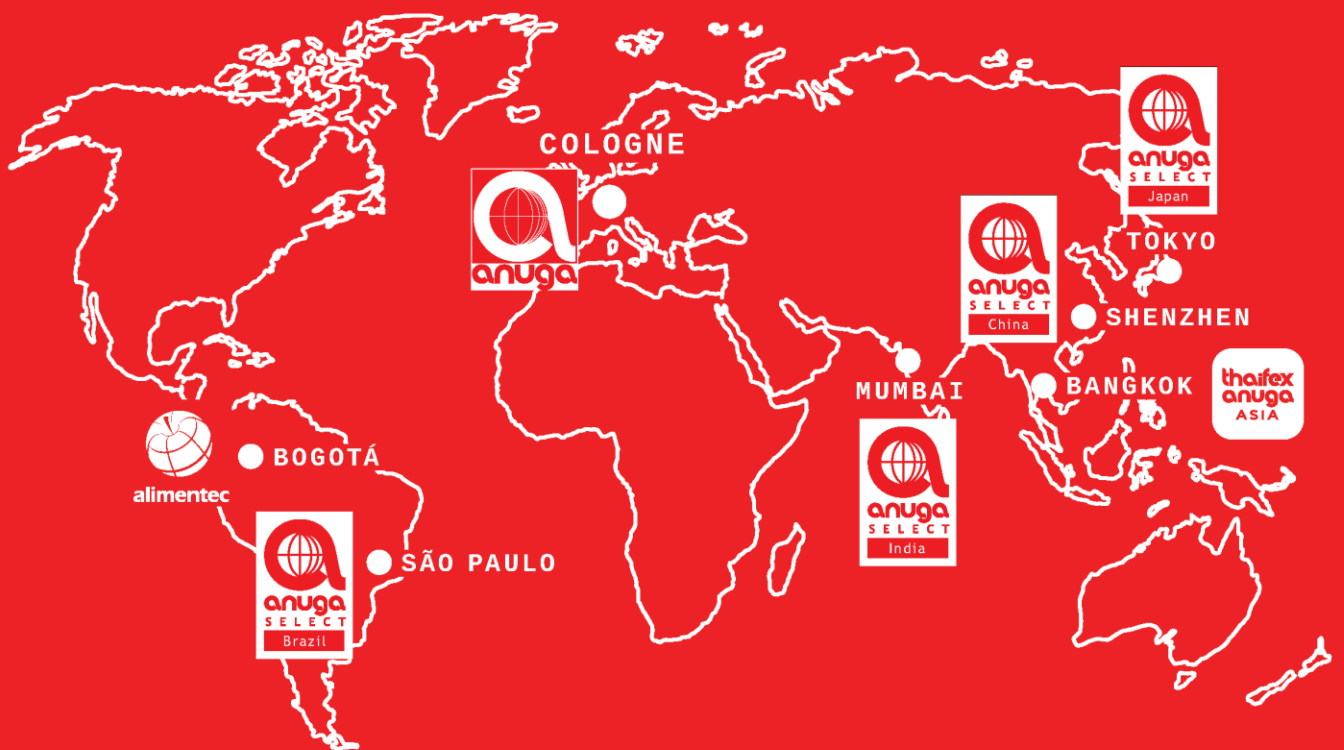 COLOGNE
anuga
anuga
SELECT
Japan
TOKYO
anuga
SELECT
China
SHENZHEN
MUMBAI
BANGKOK
thaifex
anuga
ASIA
anuga
SELECT
India
alimentec
BOGOTÁ
anuga
SELECT
Brazil
SÃO PAULO